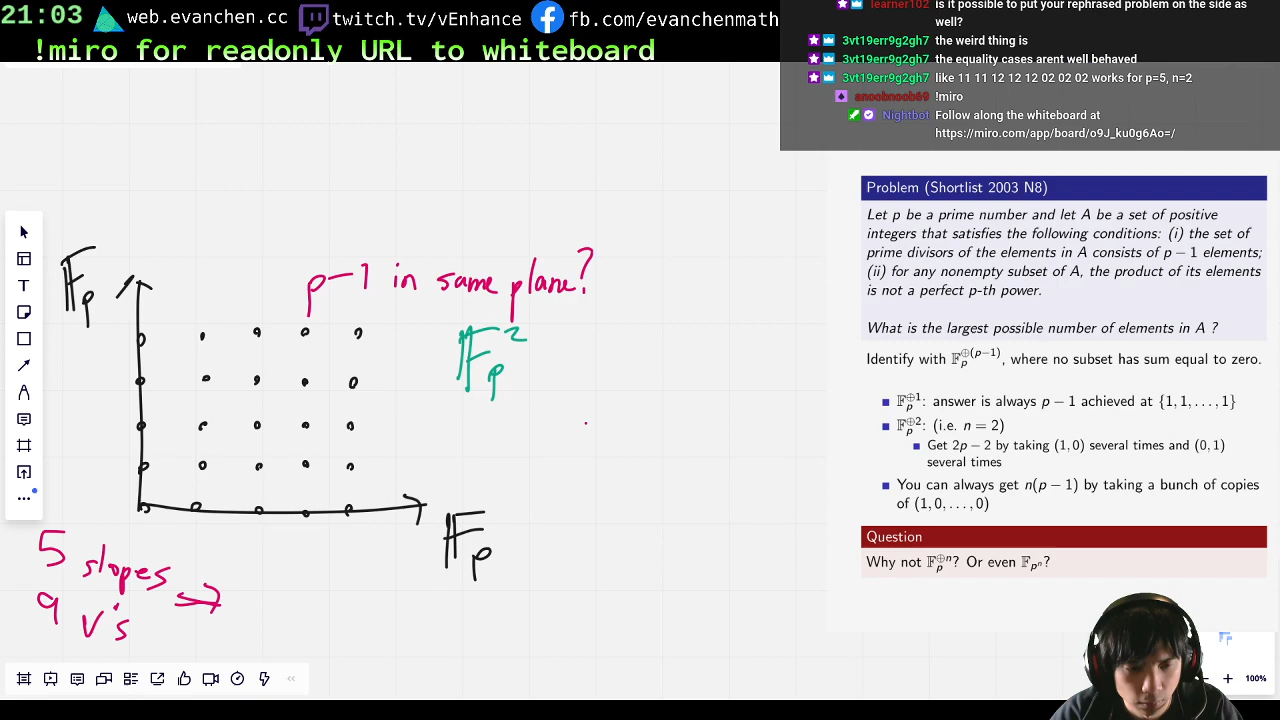 21:03 web.evanchen.cc twitch.tv/vEnhance fb.com/evanchenmath
!miro for readonly URL to whiteboard
learner102 is it possible to put your rephrased problem on the side as well?
3vt19err9g2gh7 the weird thing is
3vt19err9g2gh7 the equality cases arent well behaved
3vt19err9g2gh7 like 11 11 12 12 12 02 02 02 works for p=5, n=2
anoobnoob69 !miro
Nightbot Follow along the whiteboard at
https://miro.com/app/board/o9J_ku0g6Ao=/
Problem (Shortlist 2003 N8)
Let p be a prime number and let A be a set of positive
integers that satisfies the following conditions: (i) the set of
prime divisors of the elements in A consists of p − 1 elements;
(ii) for any nonempty subset of A, the product of its elements
is not a perfect p-th power.
What is the largest possible number of elements in A ?
Identify with 𝔽_p^{⊕(p−1)}, where no subset has sum equal to zero.
■ 𝔽_p^{⊕1}: answer is always p − 1 achieved at {1, 1, . . . , 1}
■ 𝔽_p^{⊕2}: (i.e. n = 2)
■ Get 2p − 2 by taking (1, 0) several times and (0, 1)
several times
■ You can always get n(p − 1) by taking a bunch of copies
of (1, 0, . . . , 0)
Question
Why not 𝔽_p^{⊕n}? Or even 𝔽_{p^n}?
𝔽_p
p−1 in same plane?
𝔽_p^2
𝔽_p
5 slopes
9 v's →
T
100%